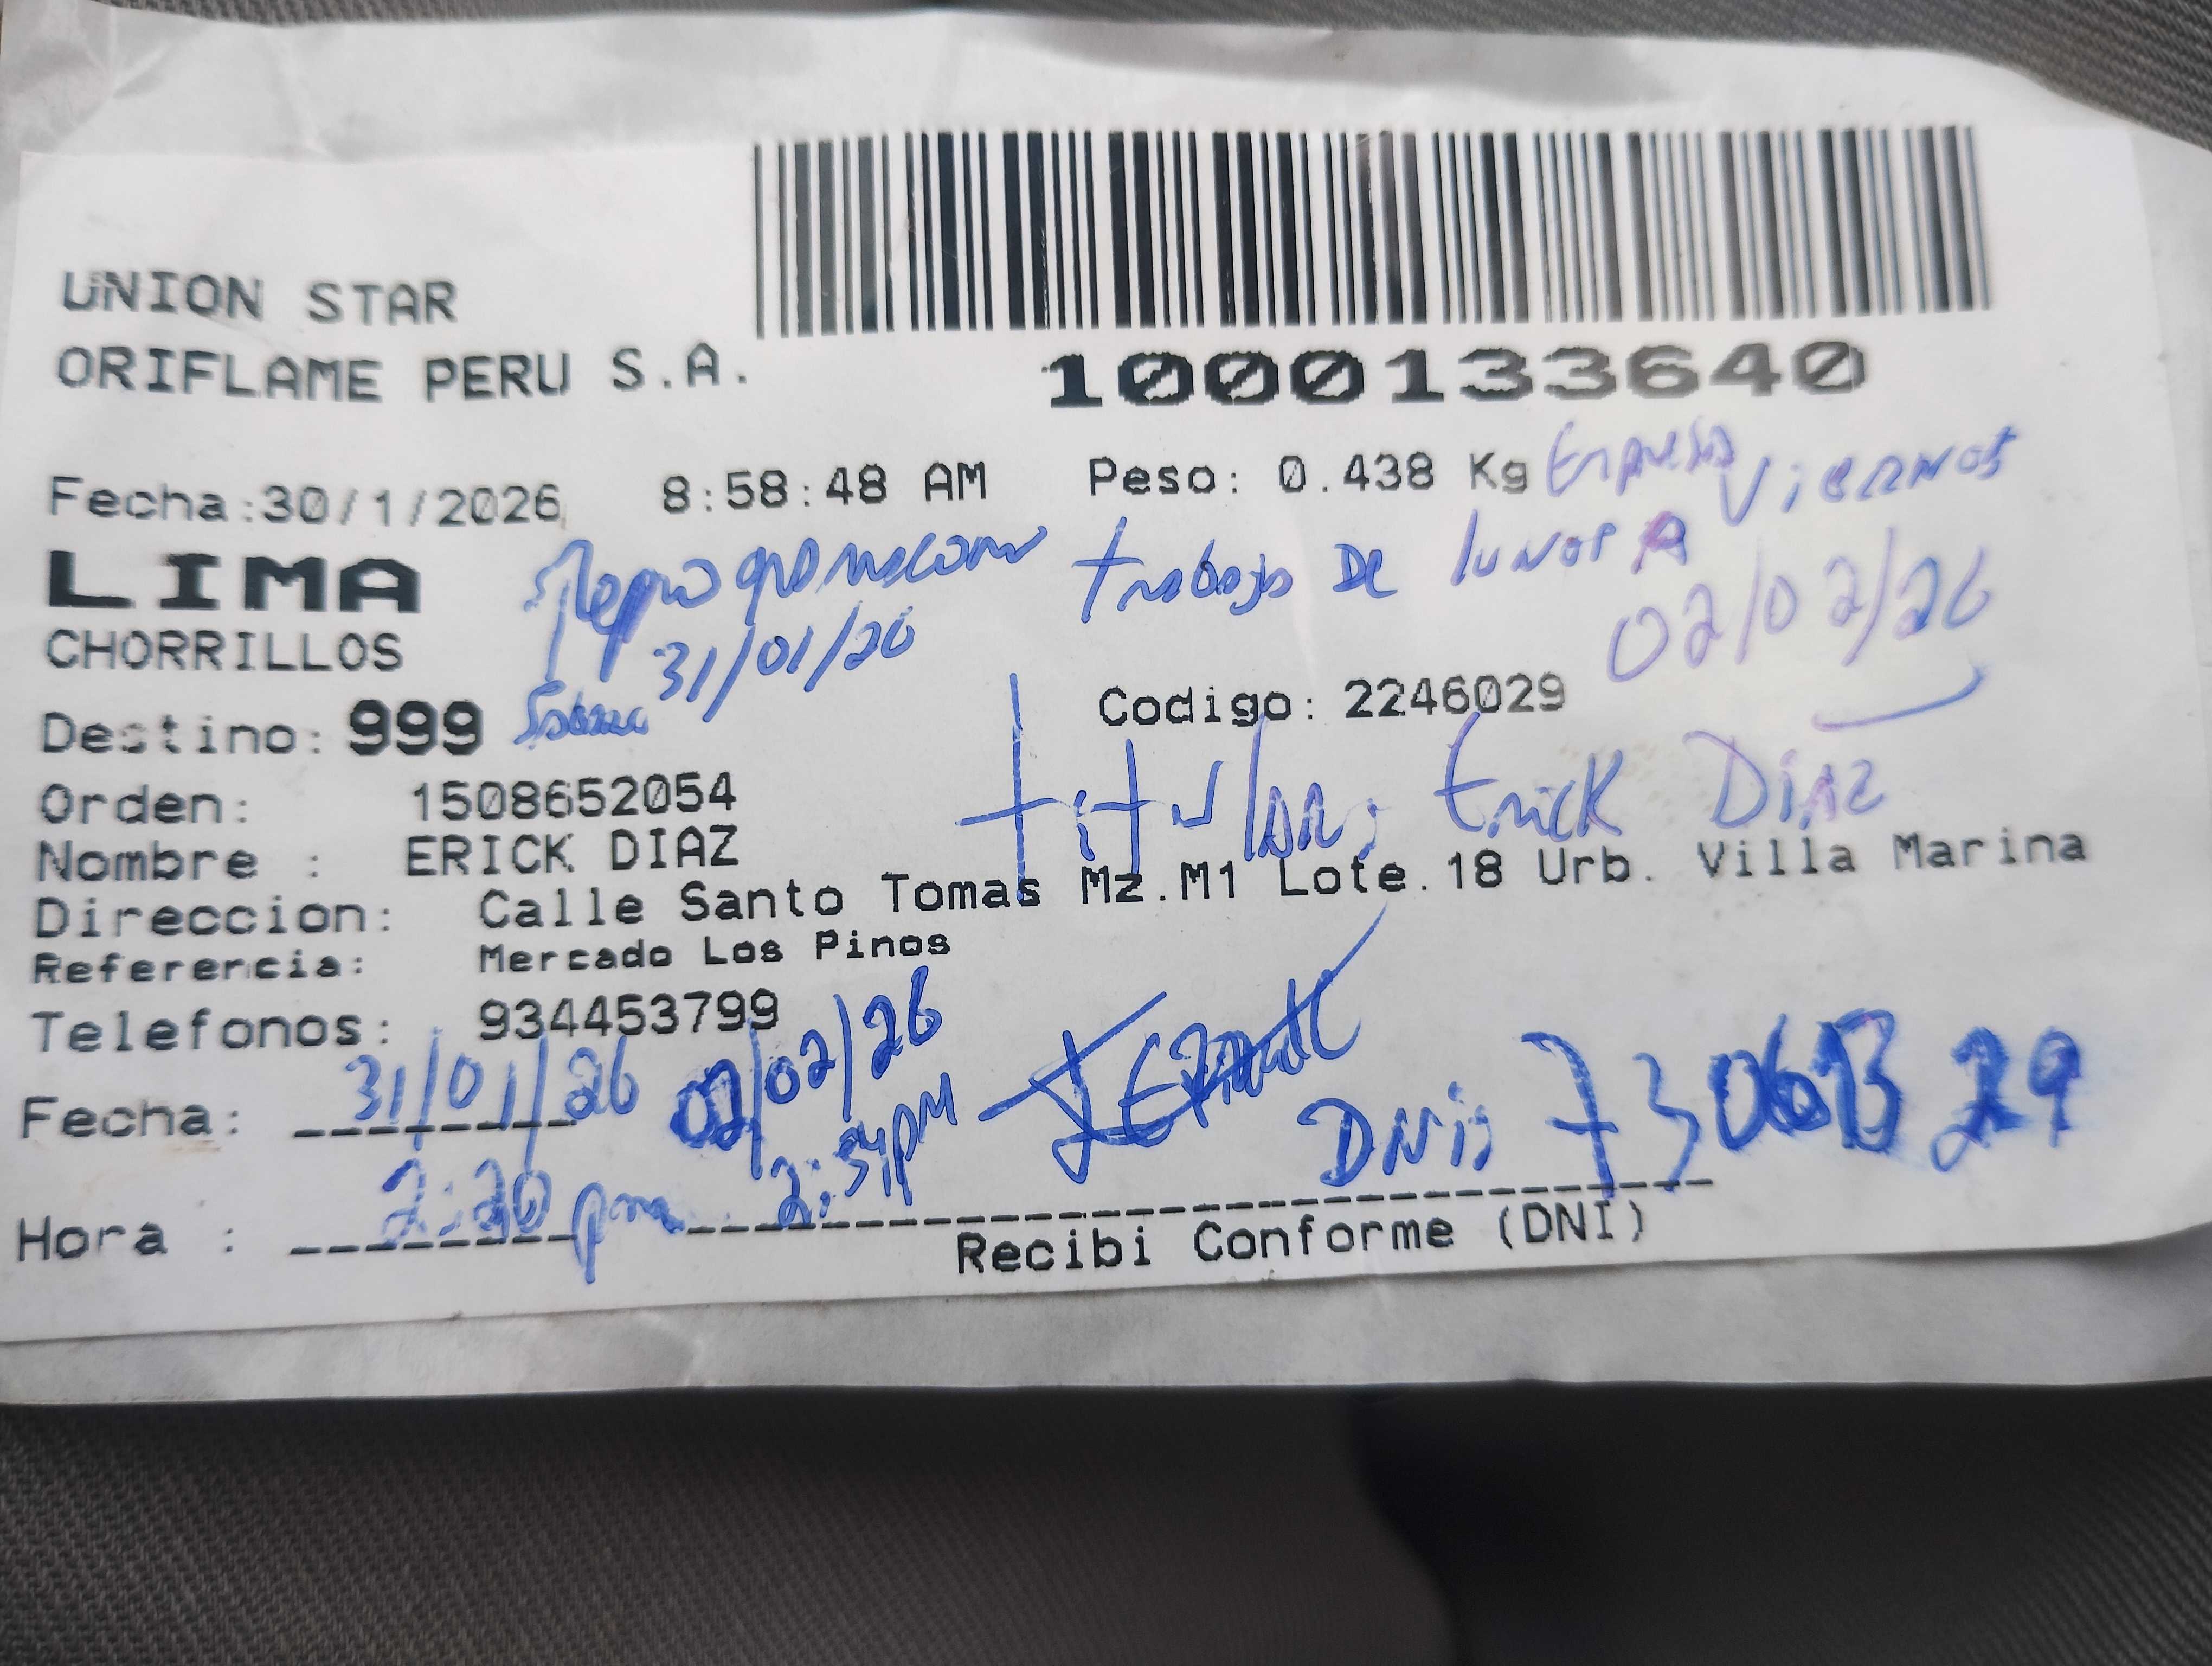 UNION STAR
ORIFLAME PERU S.A.
1000133640
Fecha:30/1/2026 8:58:48 AM Peso: 0.438 Kg Empresa
trabajo DE lunes A Viernes
LIMA
31/01/26
02/02/26
CHORRILLOS
Destino: 999 Codigo: 2246029
Orden: 1508652054
titular, Erick Diaz
Nombre : ERICK DIAZ
Direccion: Calle Santo Tomas Mz.M1 Lote.18 Urb. Villa Marina
Referencia: Mercado Los Pinos
Telefonos: 934453799
Fecha: 31/01/26 02/02/26
DNI 73
Hora : 2:20 pm 2:54 pm
Recibi Conforme (DNI)